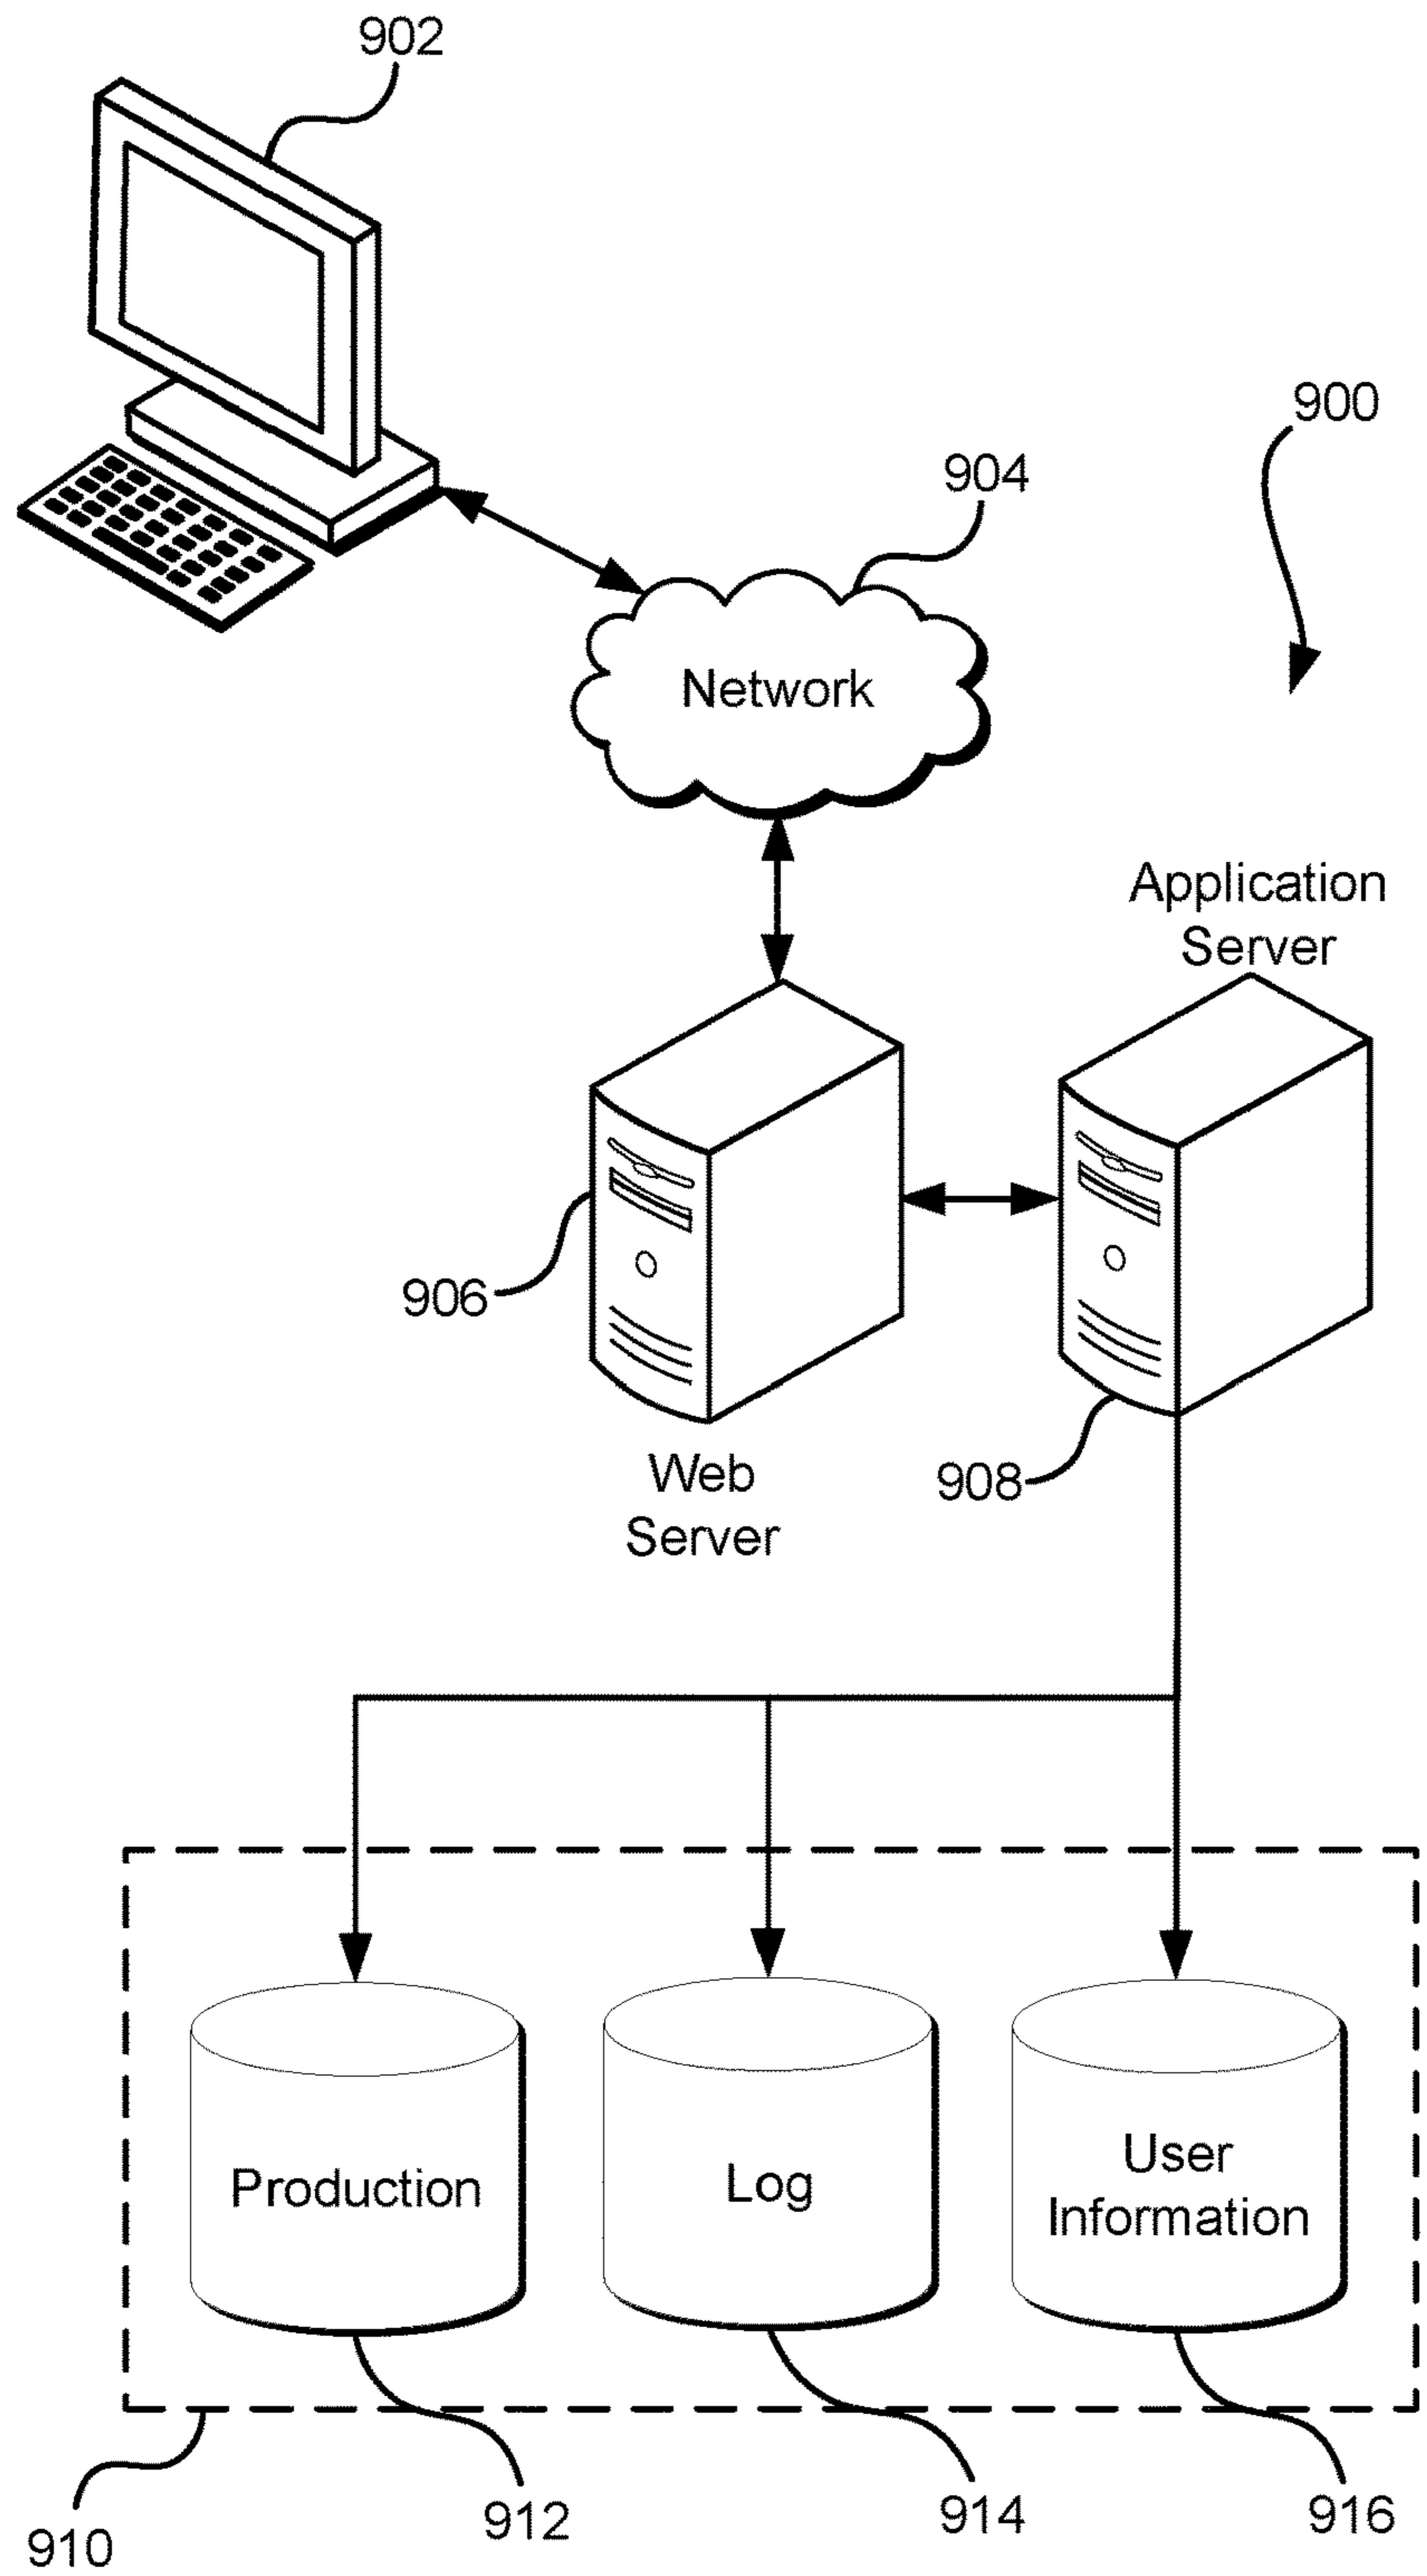 902
900
904
Network
Application
Server
906
Web
Server
908
Production
Log
User
Information
910
912
914
916